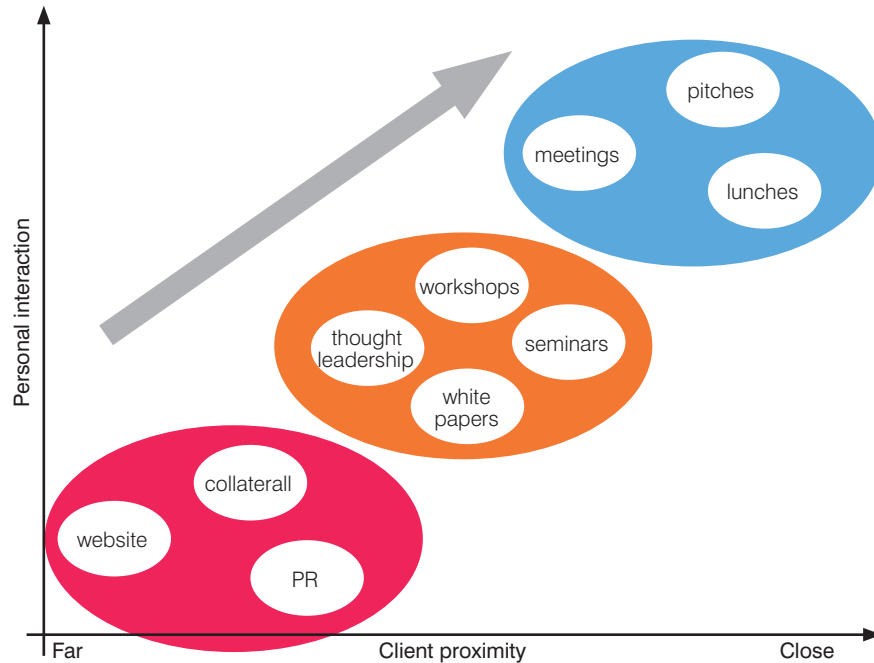 pitches
meetings
lunches
workshops
thought
leadership
seminars
white
papers
collaterall
website
PR
Personal interaction
Far
Client proximity
Close